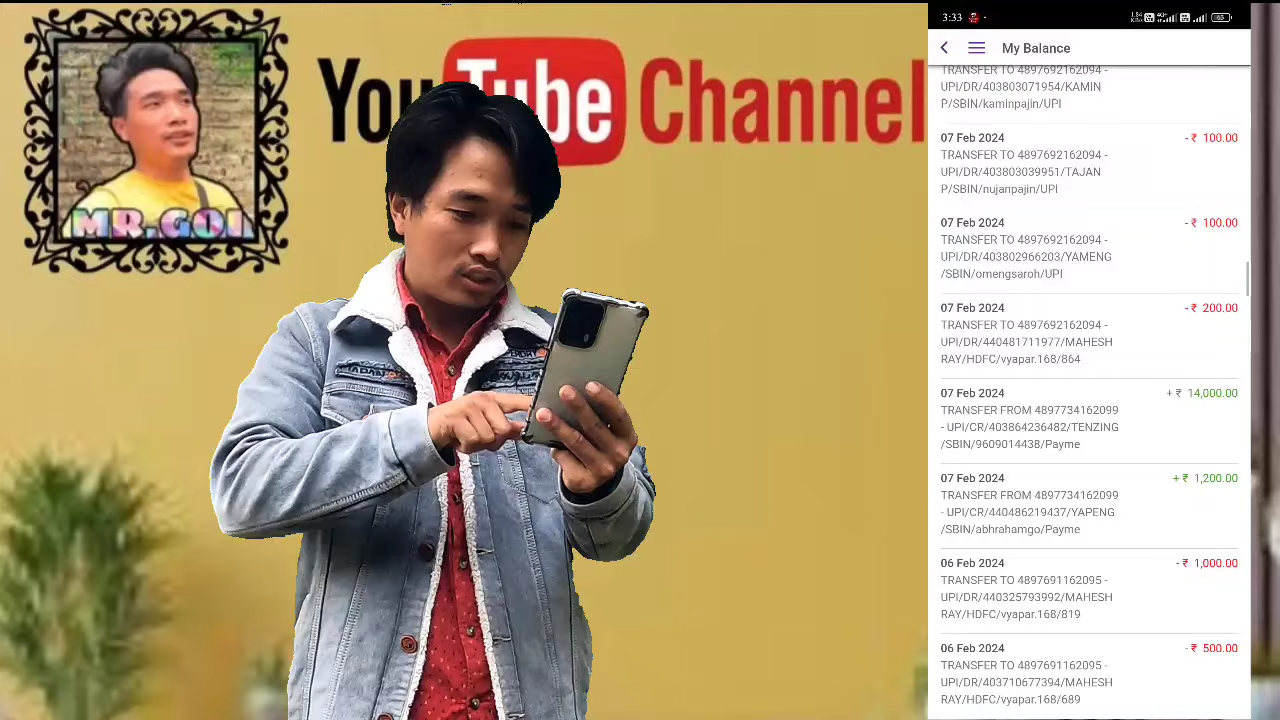 MR.GOI
YouTube Channel
3:33
My Balance
TRANSFER TO 4897692162094 -
UPI/DR/403803071954/KAMIN
P/SBIN/kaminpajin/UPI
07 Feb 2024 - ₹ 100.00
TRANSFER TO 4897692162094 -
UPI/DR/403803039951/TAJAN
P/SBIN/nujanpajin/UPI
07 Feb 2024 - ₹ 100.00
TRANSFER TO 4897692162094 -
UPI/DR/403802966203/YAMENG
/SBIN/omengsaroh/UPI
07 Feb 2024 - ₹ 200.00
TRANSFER TO 4897692162094 -
UPI/DR/440481711977/MAHESH
RAY/HDFC/vyapar.168/864
07 Feb 2024 + ₹ 14,000.00
TRANSFER FROM 4897734162099
- UPI/CR/403864236482/TENZING
/SBIN/9609014438/Payme
07 Feb 2024 + ₹ 1,200.00
TRANSFER FROM 4897734162099
- UPI/CR/440486219437/YAPENG
/SBIN/abhrahamgo/Payme
06 Feb 2024 - ₹ 1,000.00
TRANSFER TO 4897691162095 -
UPI/DR/440325793992/MAHESH
RAY/HDFC/vyapar.168/819
06 Feb 2024 - ₹ 500.00
TRANSFER TO 4897691162095 -
UPI/DR/403710677394/MAHESH
RAY/HDFC/vyapar.168/689